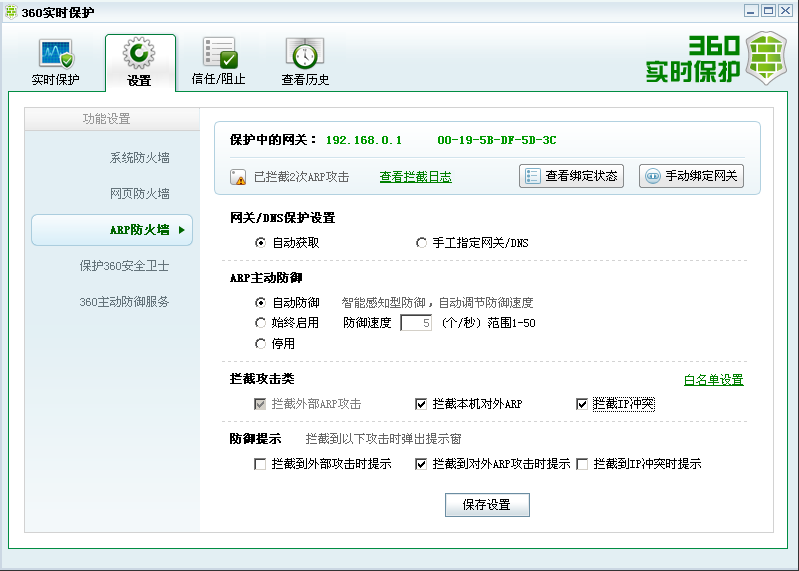 360实时保护
实时保护
设置
信任/阻止
查看历史
360
实时保护
功能设置
系统防火墙
网页防火墙
ARP防火墙
保护360安全卫士
360主动防御服务
保护中的网关： 192.168.0.1 00-19-5B-DF-5D-3C
已拦截2次ARP攻击 查看拦截日志 查看绑定状态 手动绑定网关
网关/DNS保护设置
自动获取 手工指定网关/DNS
ARP主动防御
自动防御 智能感知型防御，自动调节防御速度
始终启用 防御速度 5 （个/秒）范围1-50
停用
拦截攻击类 白名单设置
拦截外部ARP攻击 拦截本机对外ARP 拦截IP冲突
防御提示 拦截到以下攻击时弹出提示窗
拦截到外部攻击时提示 拦截到对外ARP攻击时提示 拦截到IP冲突时提示
保存设置